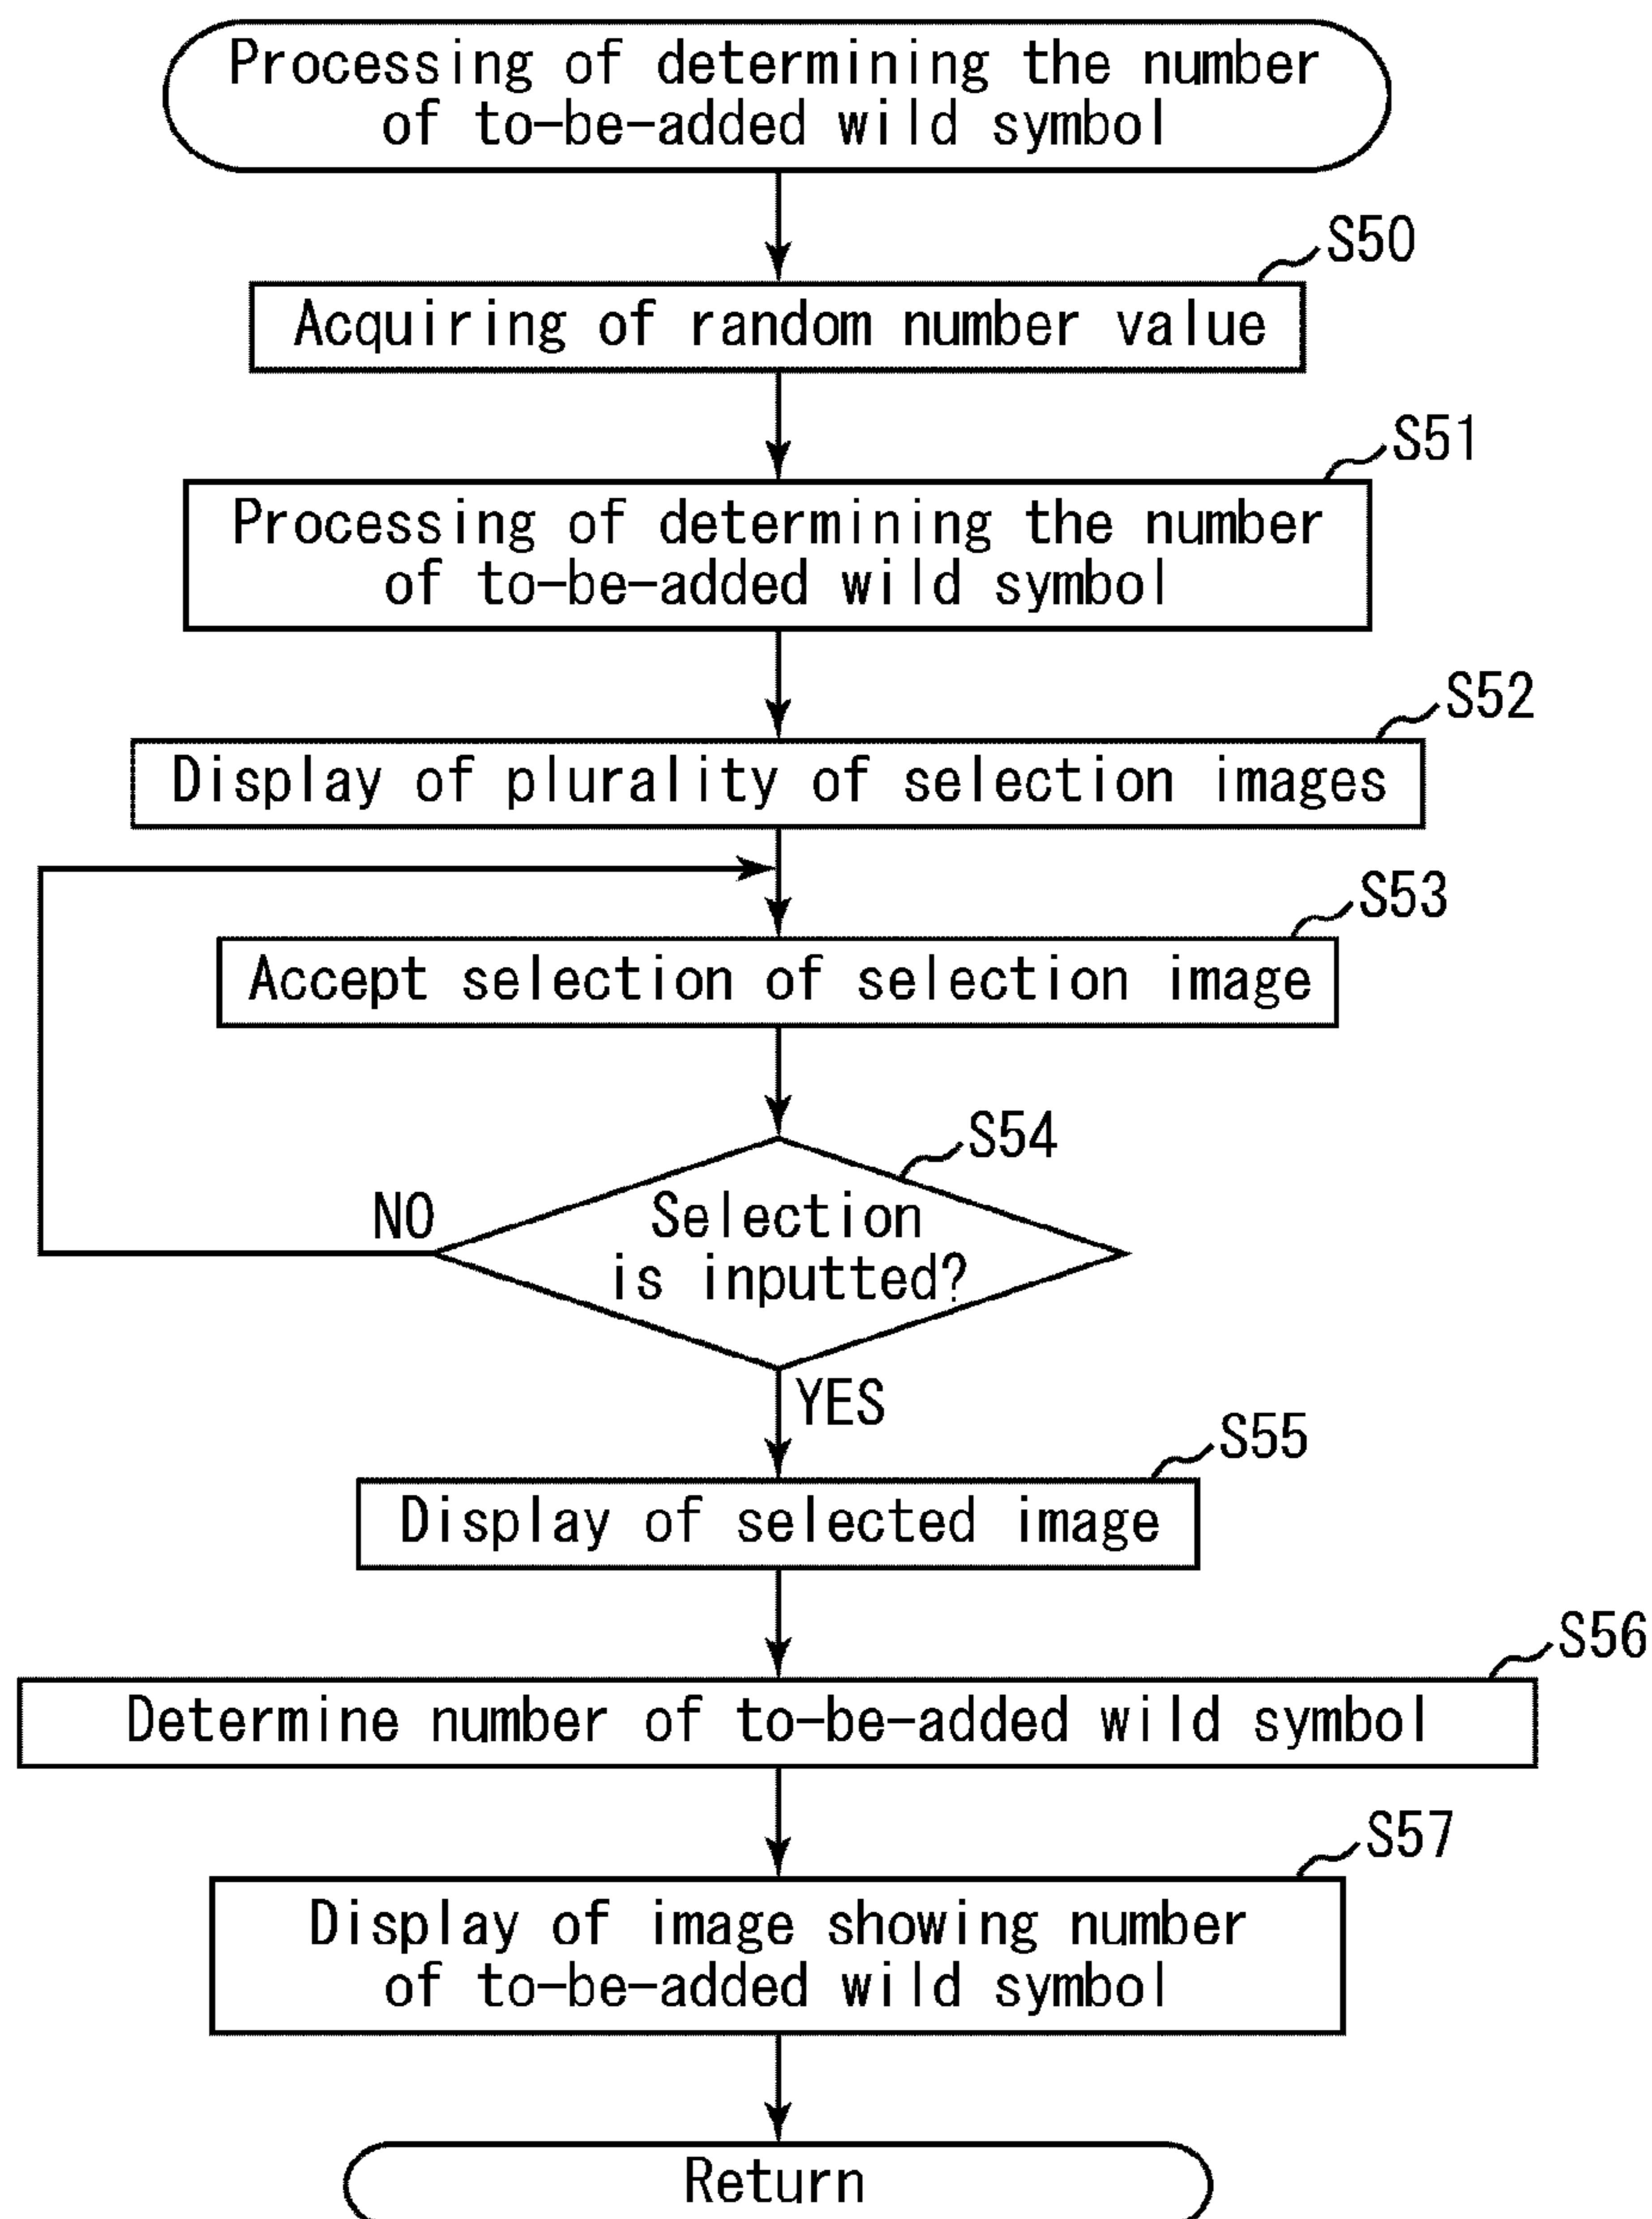 Processing of determining the number
of to-be-added wild symbol
S50
Acquiring of random number value
S51
Processing of determining the number
of to-be-added wild symbol
S52
Display of plurality of selection images
S53
Accept selection of selection image
S54
Selection
is inputted?
NO
YES
S55
Display of selected image
S56
Determine number of to-be-added wild symbol
S57
Display of image showing number
of to-be-added wild symbol
Return